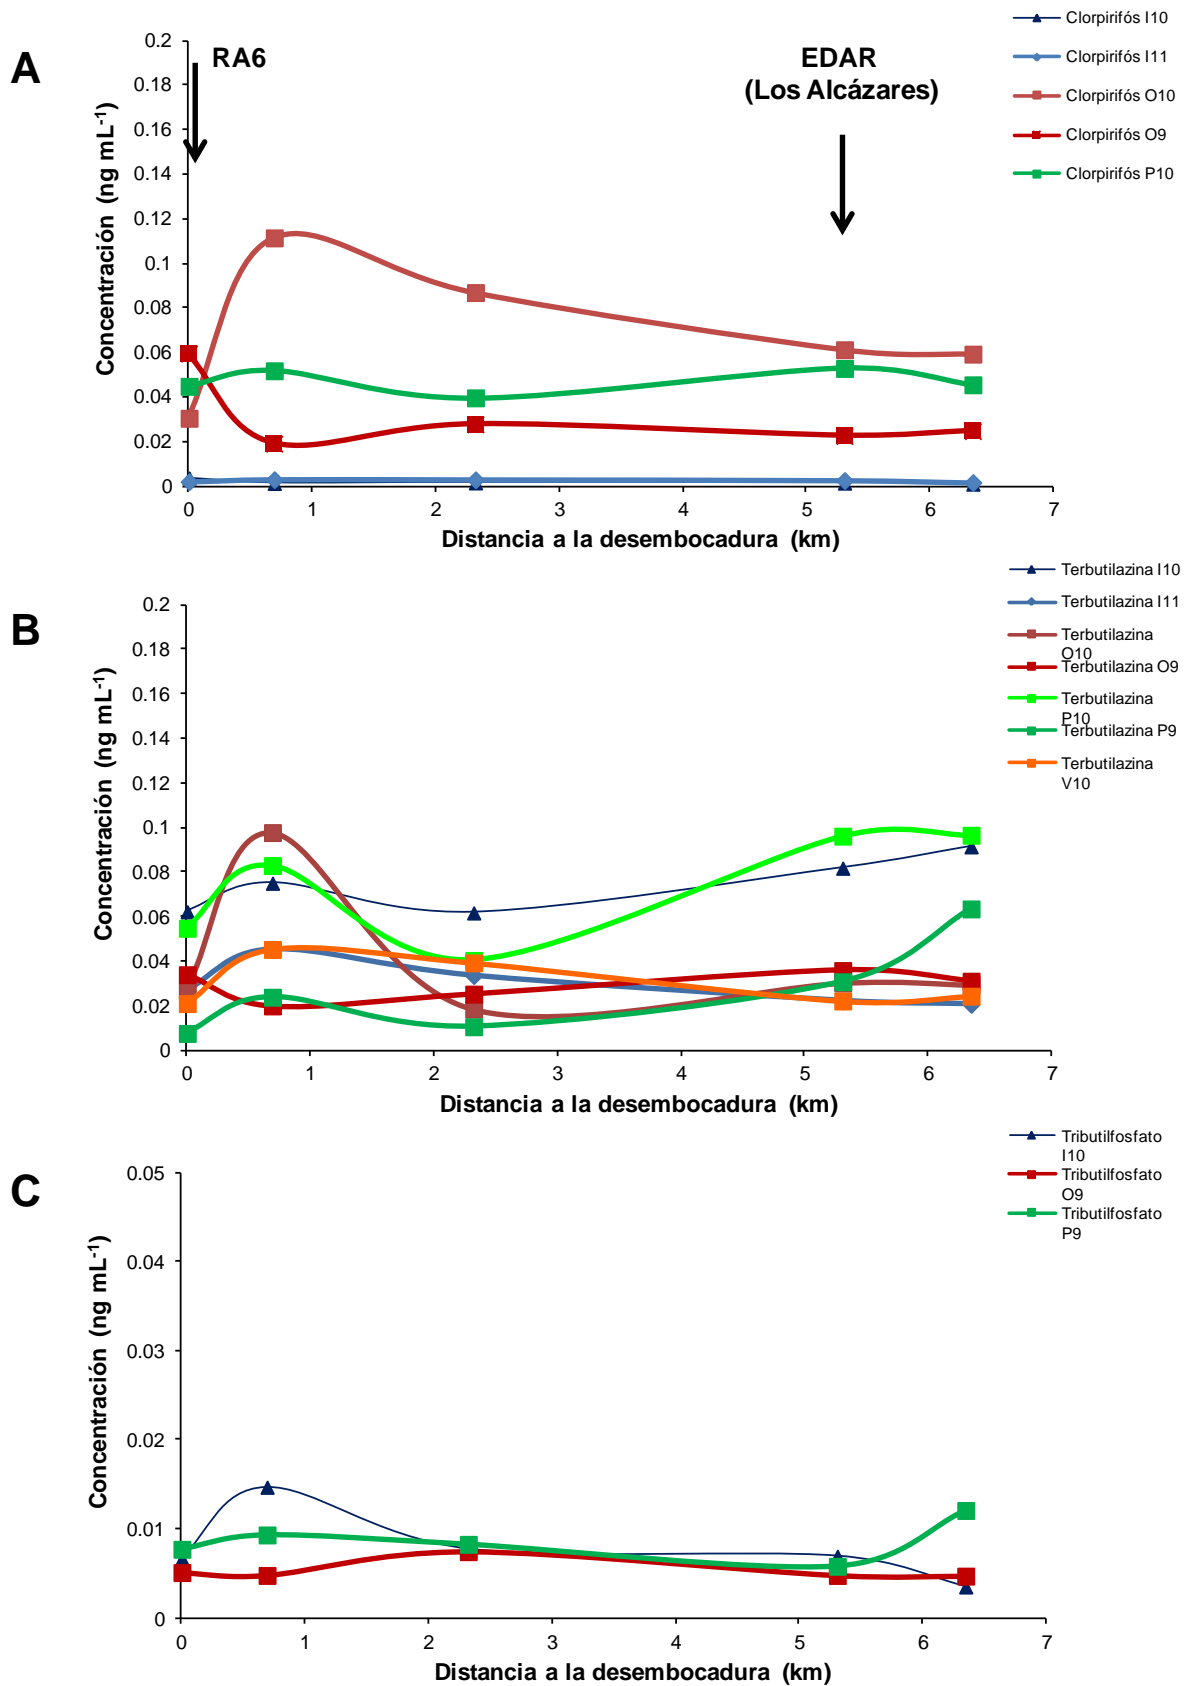 A
RA6
EDAR
(Los Alcázares)
Clorpirifós I10
Clorpirifós I11
Clorpirifós O10
Clorpirifós O9
Clorpirifós P10
Concentración (ng mL-1)
0.2
0.18
0.16
0.14
0.12
0.1
0.08
0.06
0.04
0.02
0
0 1 2 3 4 5 6 7
Distancia a la desembocadura (km)
B
Terbutilazina I10
Terbutilazina I11
Terbutilazina
O10
Terbutilazina O9
Terbutilazina
P10
Terbutilazina P9
Terbutilazina
V10
Concentración (ng mL-1)
0.2
0.18
0.16
0.14
0.12
0.1
0.08
0.06
0.04
0.02
0
0 1 2 3 4 5 6 7
Distancia a la desembocadura (km)
C
Tributilfosfato
I10
Tributilfosfato
O9
Tributilfosfato
P9
Concentración (ng mL-1)
0.05
0.04
0.03
0.02
0.01
0
0 1 2 3 4 5 6 7
Distancia a la desembocadura (km)